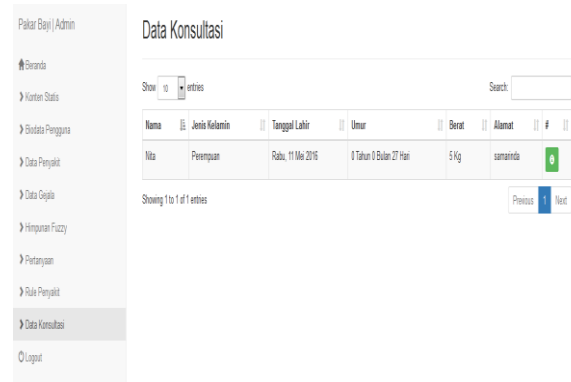 Pakar Bayi | Admin
Beranda
Konten Statis
Biodata Pengguna
Data Penyakit
Data Gejala
Himpunan Fuzzy
Pertanyaan
Rule Penyakit
Data Konsultasi
Logout
Data Konsultasi
Show 10 entries Search:
Nama Jenis Kelamin Tanggal Lahir Umur Berat Alamat #
Nita Perempuan Rabu, 11 Mei 2016 0 Tahun 0 Bulan 27 Hari 5 Kg samarinda
Showing 1 to 1 of 1 entries
Previous 1 Next